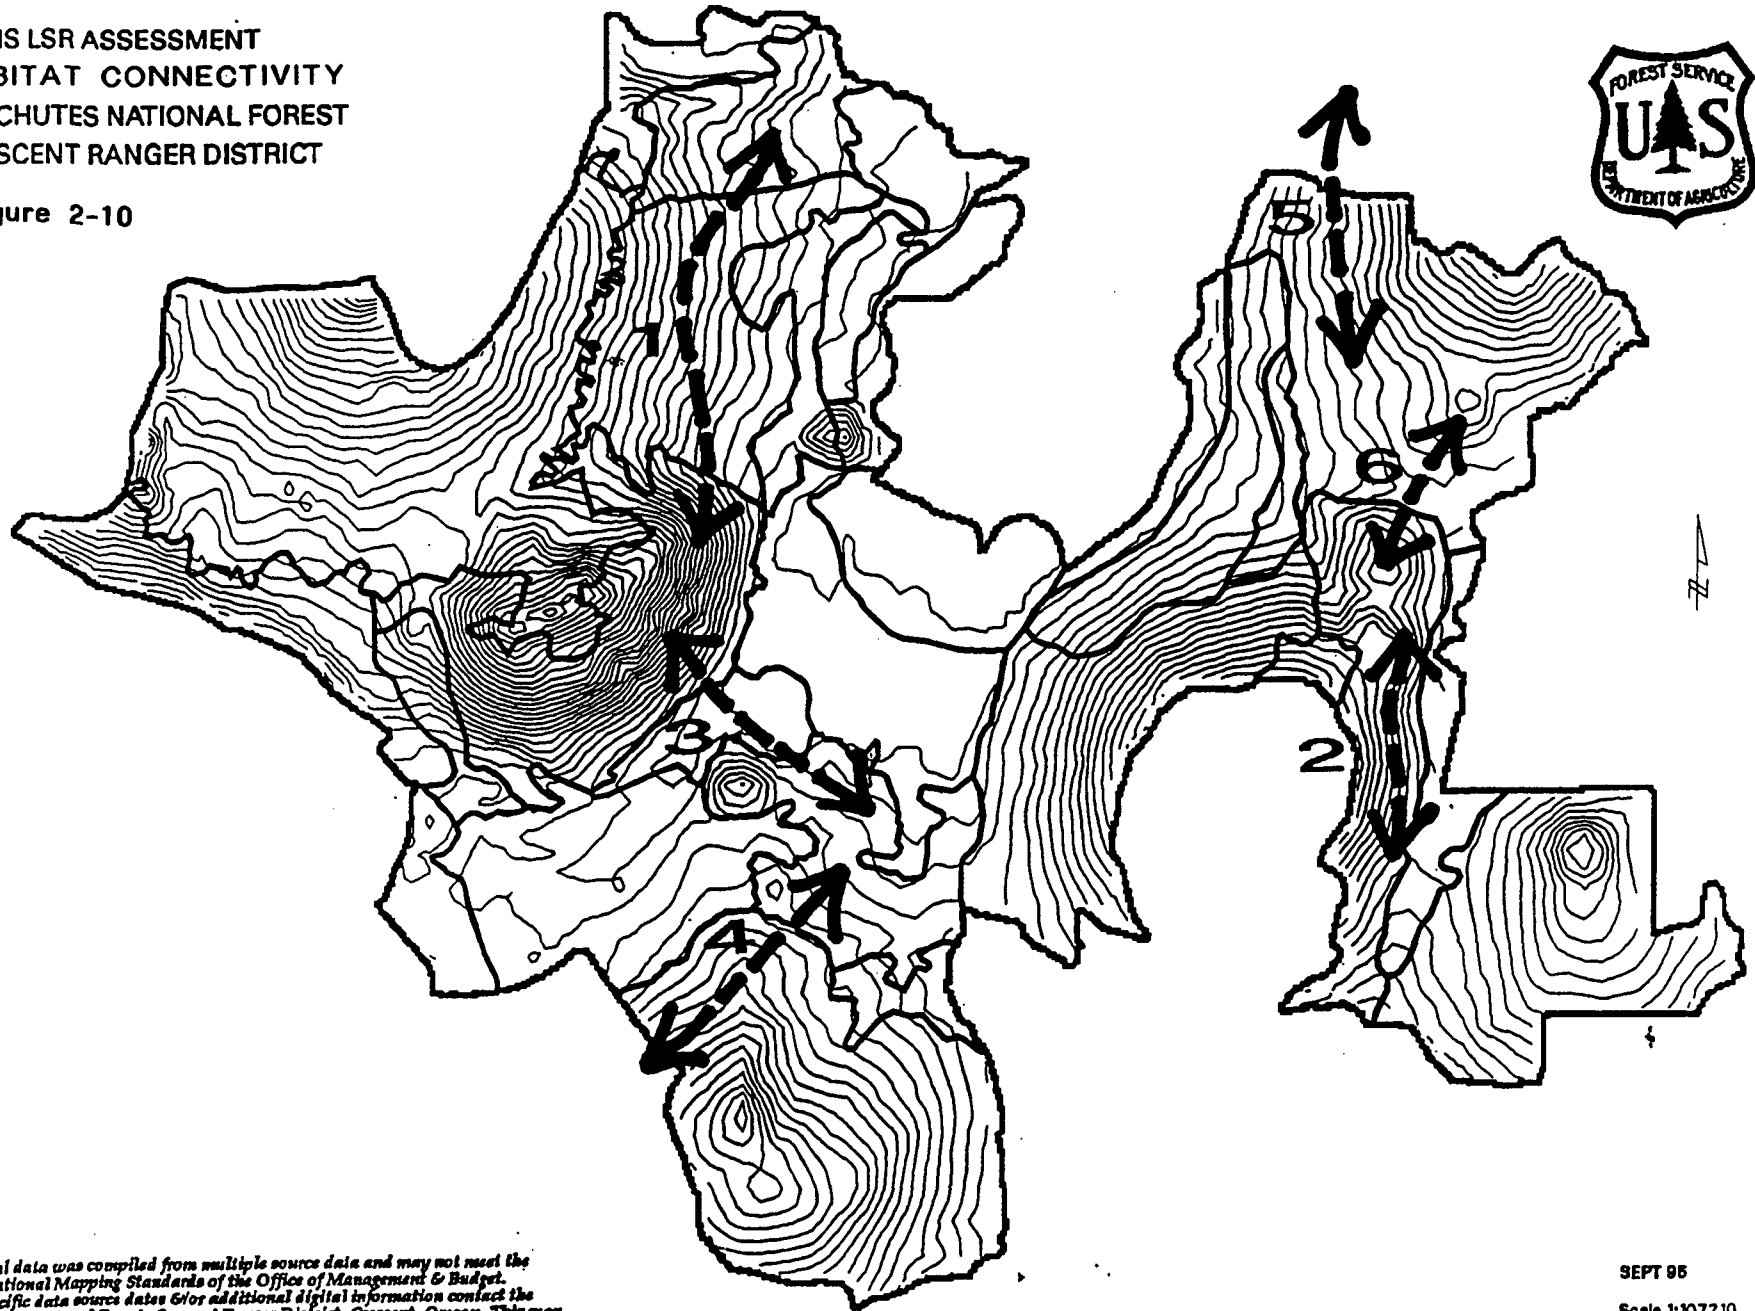 IS LSR ASSESSMENT
BITAT CONNECTIVITY
CHUTES NATIONAL FOREST
SCENT RANGER DISTRICT
gure 2-10
FOREST SERVICE
U S
DEPARTMENT OF AGRICULTURE
5
1
6
3
2
4
al data was compiled from multiple source data and may not meet the
ational Mapping Standards of the Office of Management & Budget.
cific data source dates &/or additional digital information contact the
SEPT 95
Scale 1:107710